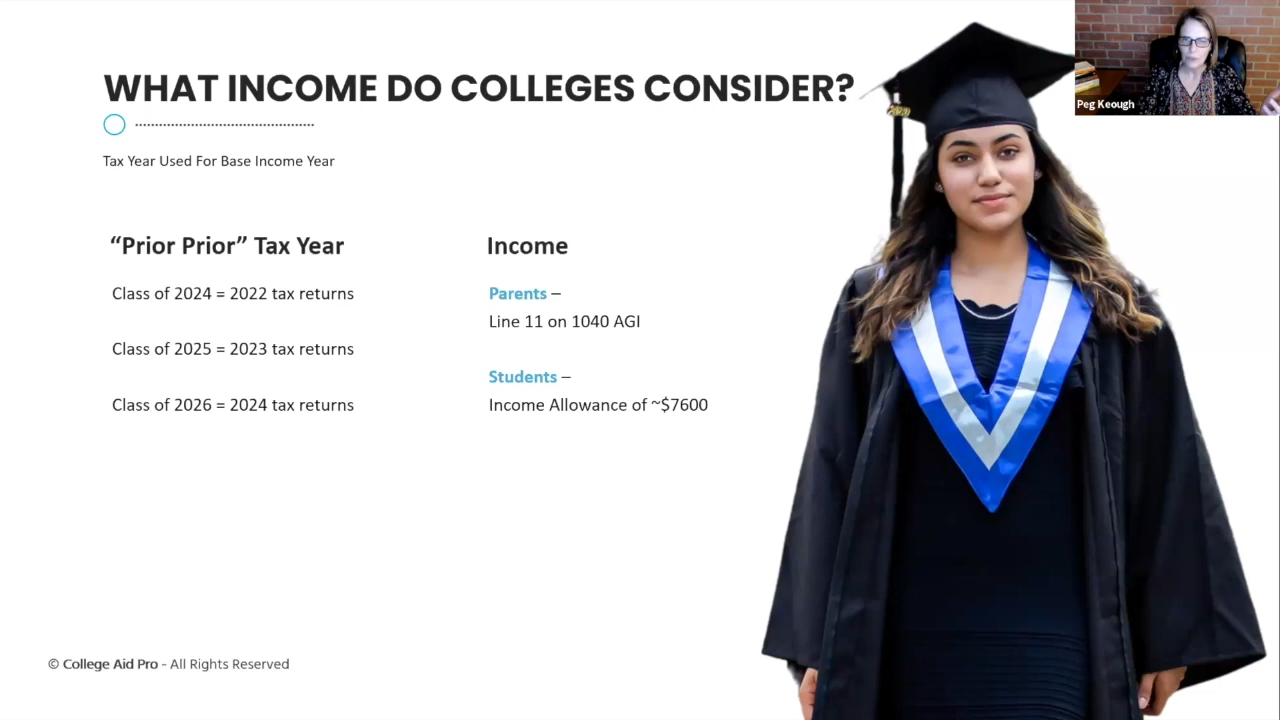 WHAT INCOME DO COLLEGES CONSIDER?
Peg Keough
Tax Year Used For Base Income Year
“Prior Prior” Tax Year
Class of 2024 = 2022 tax returns
Class of 2025 = 2023 tax returns
Class of 2026 = 2024 tax returns
Income
Parents –
Line 11 on 1040 AGI
Students –
Income Allowance of ~$7600
© College Aid Pro - All Rights Reserved